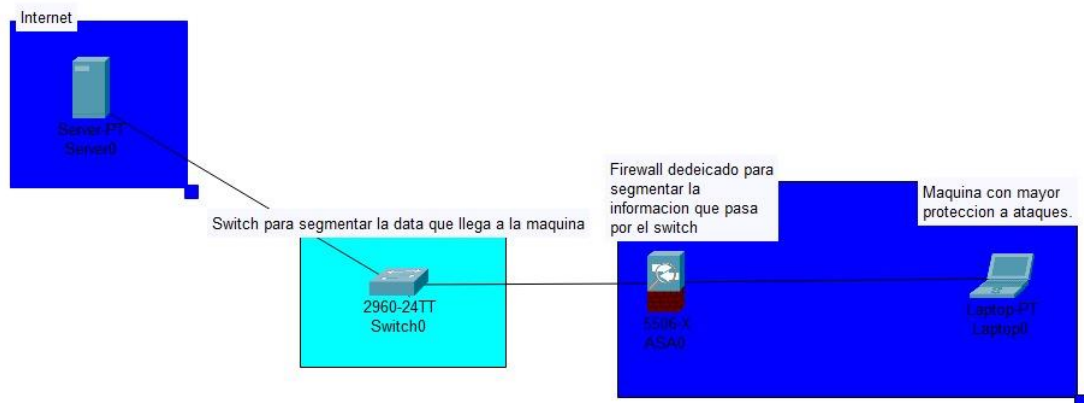 Internet
Server-PT
Server0
Switch para segmentar la data que llega a la maquina
2960-24TT
Switch0
Firewall dedeicado para
segmentar la
informacion que pasa
por el switch
5506-X
ASA0
Maquina con mayor
proteccion a ataques.
Laptop-PT
Laptop0